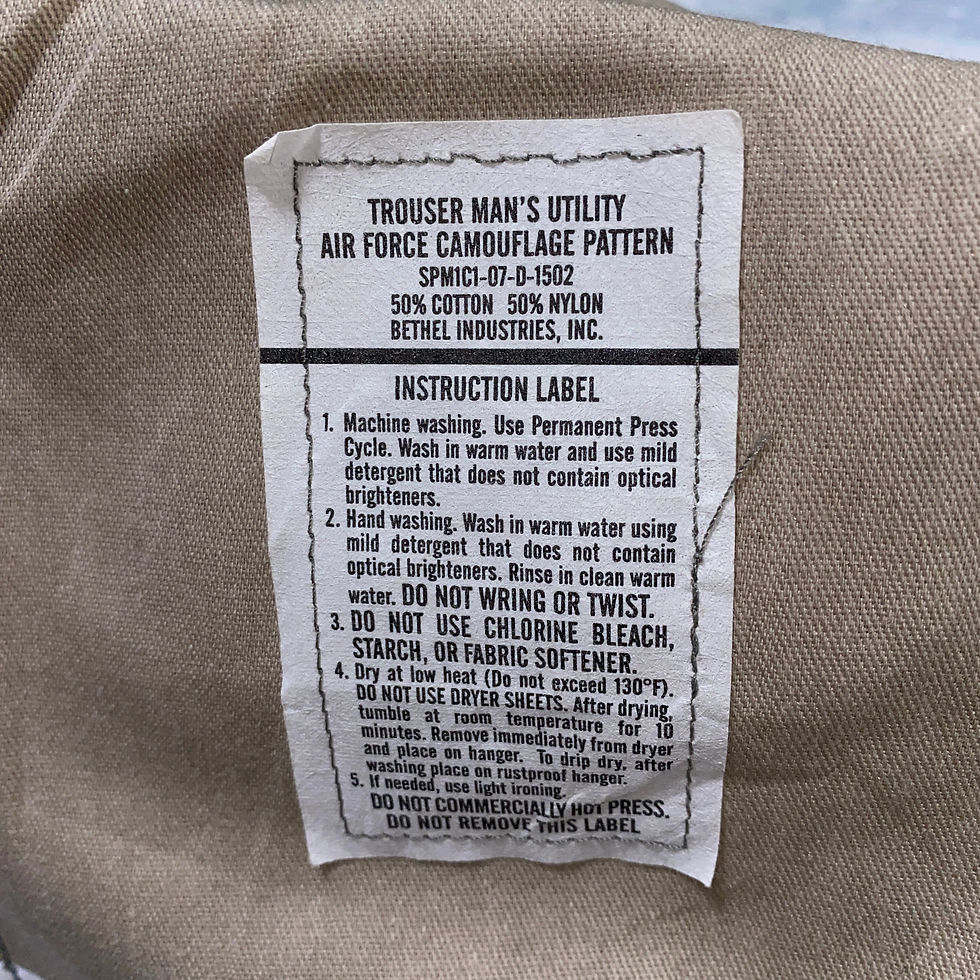 TROUSER MAN'S UTILITY
AIR FORCE CAMOUFLAGE PATTERN
SPM1C1-07-D-1502
50% COTTON 50% NYLON
BETHEL INDUSTRIES, INC.
INSTRUCTION LABEL
1. Machine washing. Use Permanent Press
Cycle. Wash in warm water and use mild
detergent that does not contain optical
brighteners.
2. Hand washing. Wash in warm water using
mild detergent that does not contain
optical brighteners. Rinse in clean warm
water. DO NOT WRING OR TWIST.
3. DO NOT USE CHLORINE BLEACH,
STARCH, OR FABRIC SOFTENER.
4. Dry at low heat (Do not exceed 130°F).
DO NOT USE DRYER SHEETS. After drying,
tumble at room temperature for 10
minutes. Remove immediately from dryer
and place on hanger. To drip dry, after
washing place on rustproof hanger.
5. If needed, use light ironing.
DO NOT COMMERCIALLY HOT PRESS.
DO NOT REMOVE THIS LABEL